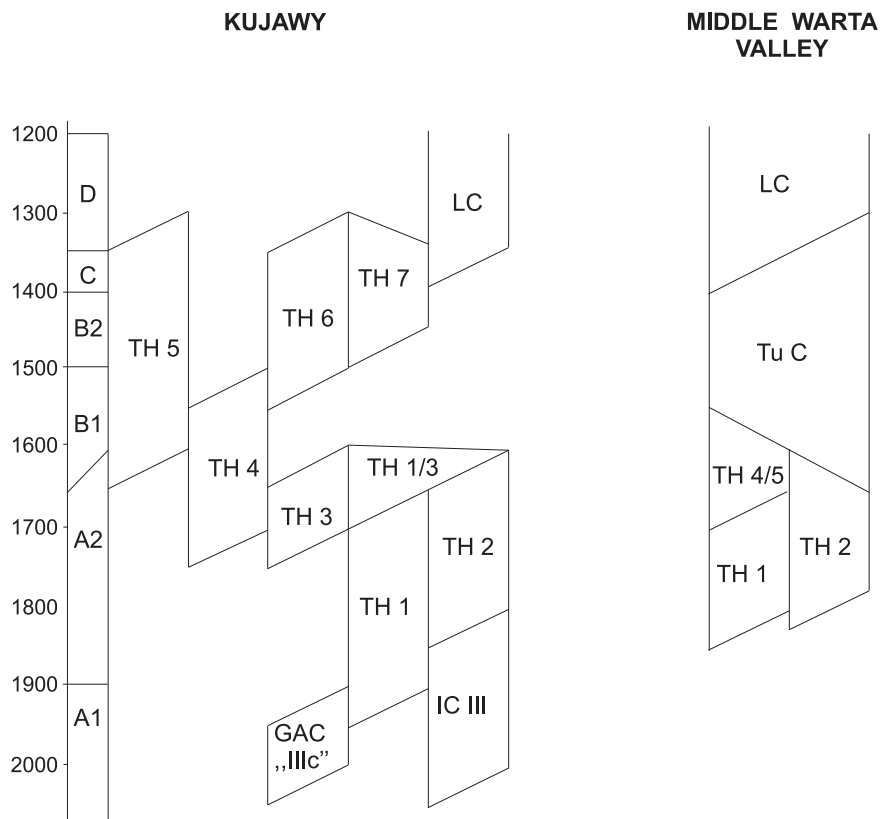 KUJAWY
MIDDLE WARTA
VALLEY
1200
D
LC
LC
1300
C
TH 7
1400
B2
TH 6
TH 5
Tu C
1500
B1
1600
TH 4
TH 1/3
TH 4/5
TH 3
1700
A2
TH 2
TH 2
TH 1
1800
TH 1
1900
A1
IC III
GAC
,,IIIc”
2000